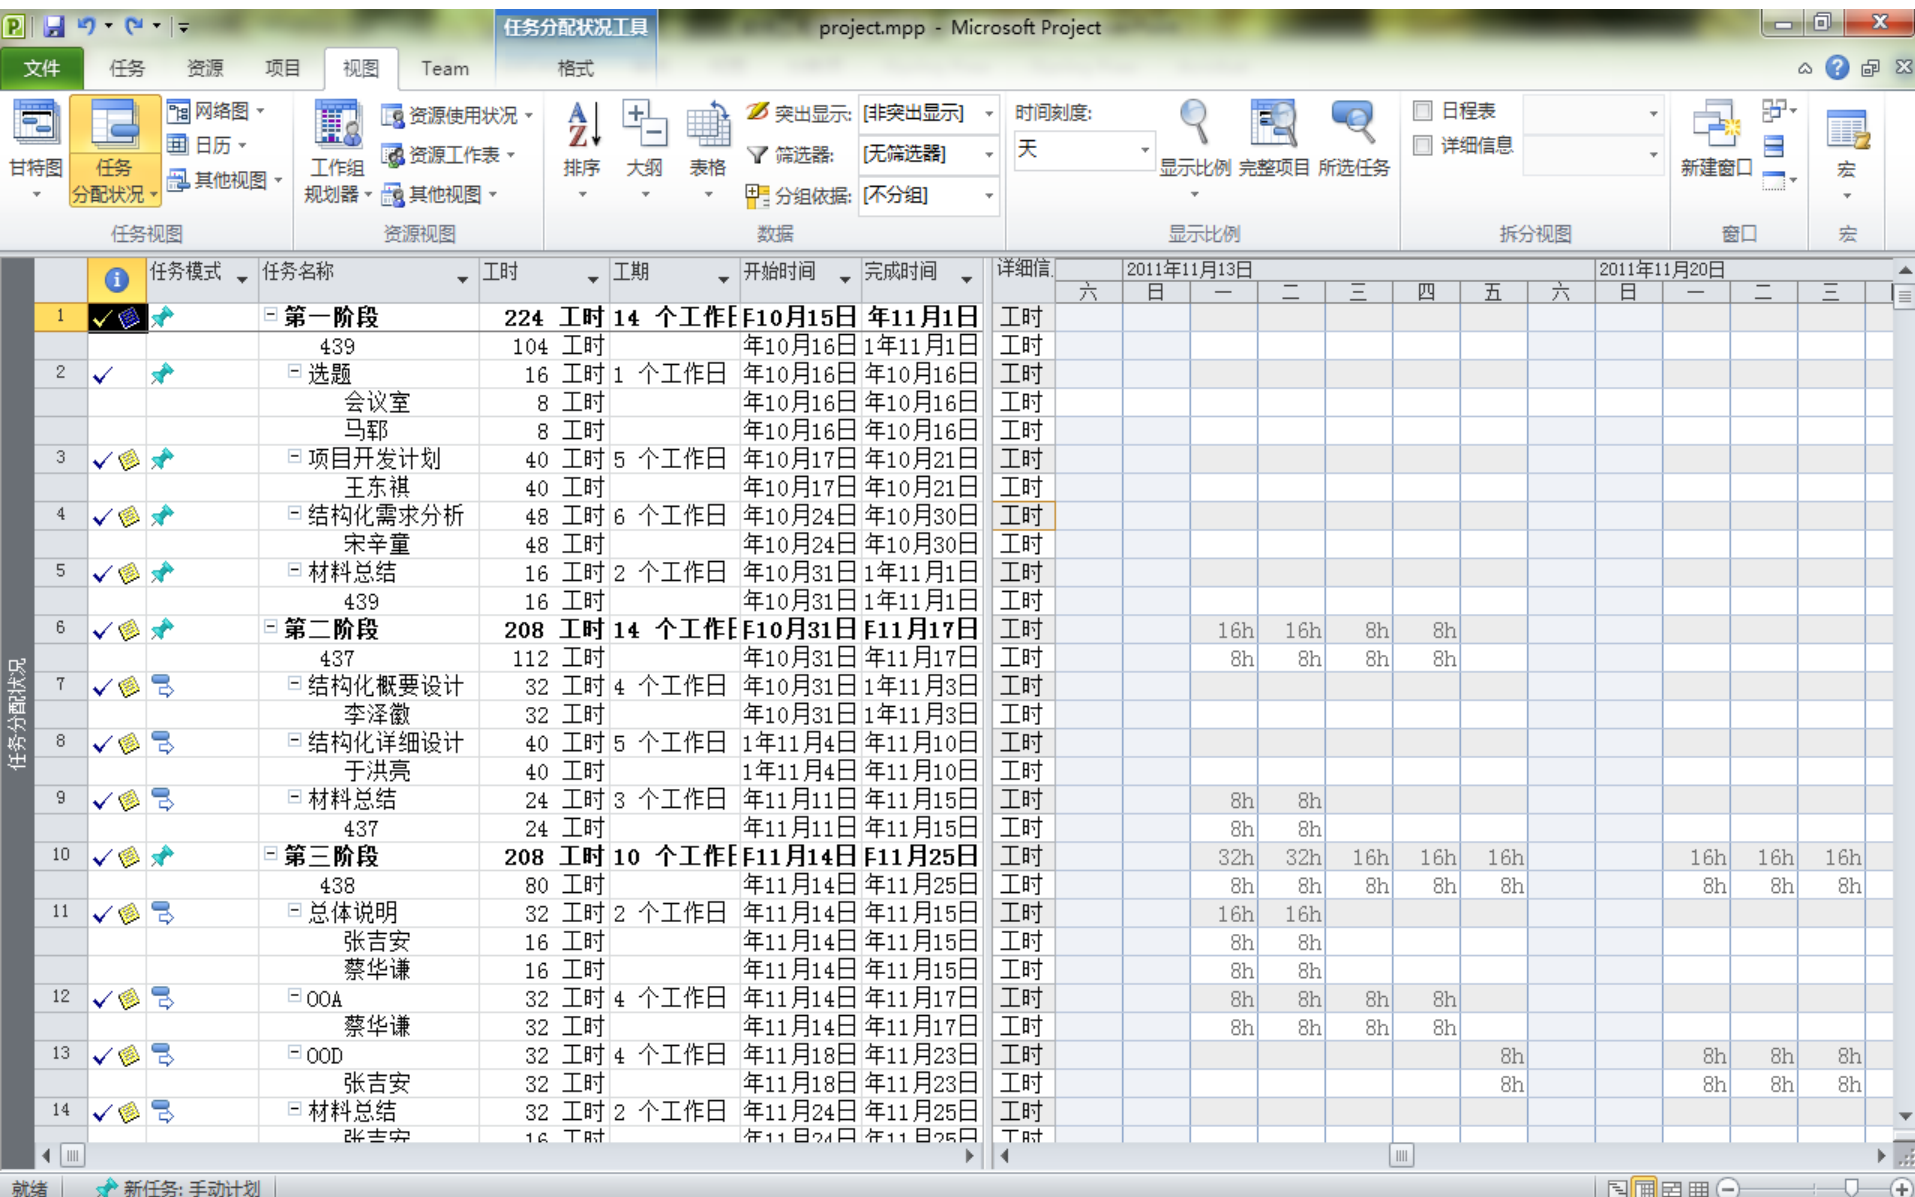 任务分配状况工具
project.mpp - Microsoft Project
文件 任务 资源 项目 视图 Team 格式
甘特图 任务分配状况 网络图 日历 其他视图
工作组规划器 资源使用状况 资源工作表 其他视图
排序 大纲 表格 突出显示: [非突出显示]
筛选器: [无筛选器]
分组依据: [不分组]
时间刻度: 天
显示比例 完整项目 所选任务
日程表
详细信息
新建窗口 宏
任务视图 资源视图 数据 显示比例 拆分视图 窗口 宏
任务模式 任务名称 工时 工期 开始时间 完成时间 详细信 2011年11月13日 2011年11月20日
六 日 一 二 三 四 五 六 日 一 二 三
1 第一阶段 224 工时 14 个工作日 10月15日 年11月1日 工时
439 104 工时 年10月16日 1年11月1日 工时
2 选题 16 工时 1 个工作日 年10月16日 年10月16日 工时
会议室 8 工时 年10月16日 年10月16日 工时
马郓 8 工时 年10月16日 年10月16日 工时
3 项目开发计划 40 工时 5 个工作日 年10月17日 年10月21日 工时
王东祺 40 工时 年10月17日 年10月21日 工时
4 结构化需求分析 48 工时 6 个工作日 年10月24日 年10月30日 工时
宋辛童 48 工时 年10月24日 年10月30日 工时
5 材料总结 16 工时 2 个工作日 年10月31日 1年11月1日 工时
439 16 工时 年10月31日 1年11月1日 工时
6 第二阶段 208 工时 14 个工作日 10月31日 11月17日 工时 16h 16h 8h 8h
437 112 工时 年10月31日 年11月17日 工时 8h 8h 8h 8h
7 结构化概要设计 32 工时 4 个工作日 年10月31日 1年11月3日 工时
李泽徽 32 工时 年10月31日 1年11月3日 工时
8 结构化详细设计 40 工时 5 个工作日 1年11月4日 年11月10日 工时
于洪亮 40 工时 1年11月4日 年11月10日 工时
9 材料总结 24 工时 3 个工作日 年11月11日 年11月15日 工时 8h 8h
437 24 工时 年11月11日 年11月15日 工时 8h 8h
10 第三阶段 208 工时 10 个工作日 11月14日 11月25日 工时 32h 32h 16h 16h 16h 16h 16h 16h
438 80 工时 年11月14日 年11月25日 工时 8h 8h 8h 8h 8h 8h 8h 8h
11 总体说明 32 工时 2 个工作日 年11月14日 年11月15日 工时 16h 16h
张吉安 16 工时 年11月14日 年11月15日 工时 8h 8h
蔡华谦 16 工时 年11月14日 年11月15日 工时 8h 8h
12 OOA 32 工时 4 个工作日 年11月14日 年11月17日 工时 8h 8h 8h 8h
蔡华谦 32 工时 年11月14日 年11月17日 工时 8h 8h 8h 8h
13 OOD 32 工时 4 个工作日 年11月18日 年11月23日 工时 8h 8h 8h 8h
张吉安 32 工时 年11月18日 年11月23日 工时 8h 8h 8h 8h
14 材料总结 32 工时 2 个工作日 年11月24日 年11月25日 工时
张吉安 16 工时 年11月24日 年11月25日 工时
任务分配状况
就绪 新任务: 手动计划